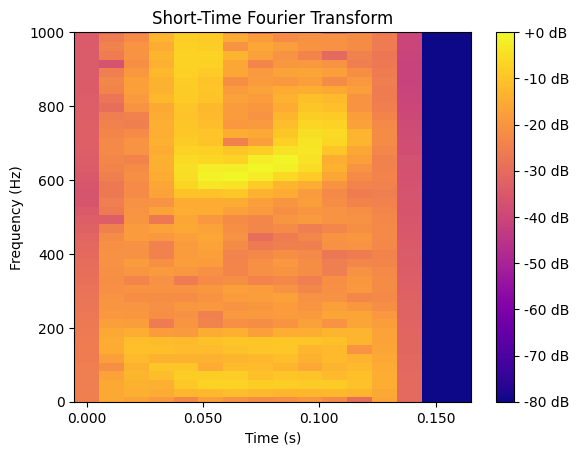 Short-Time Fourier Transform
1000
800
600
400
200
0
Frequency (Hz)
0.000
0.050
0.100
0.150
Time (s)
+0 dB
-10 dB
-20 dB
-30 dB
-40 dB
-50 dB
-60 dB
-70 dB
-80 dB